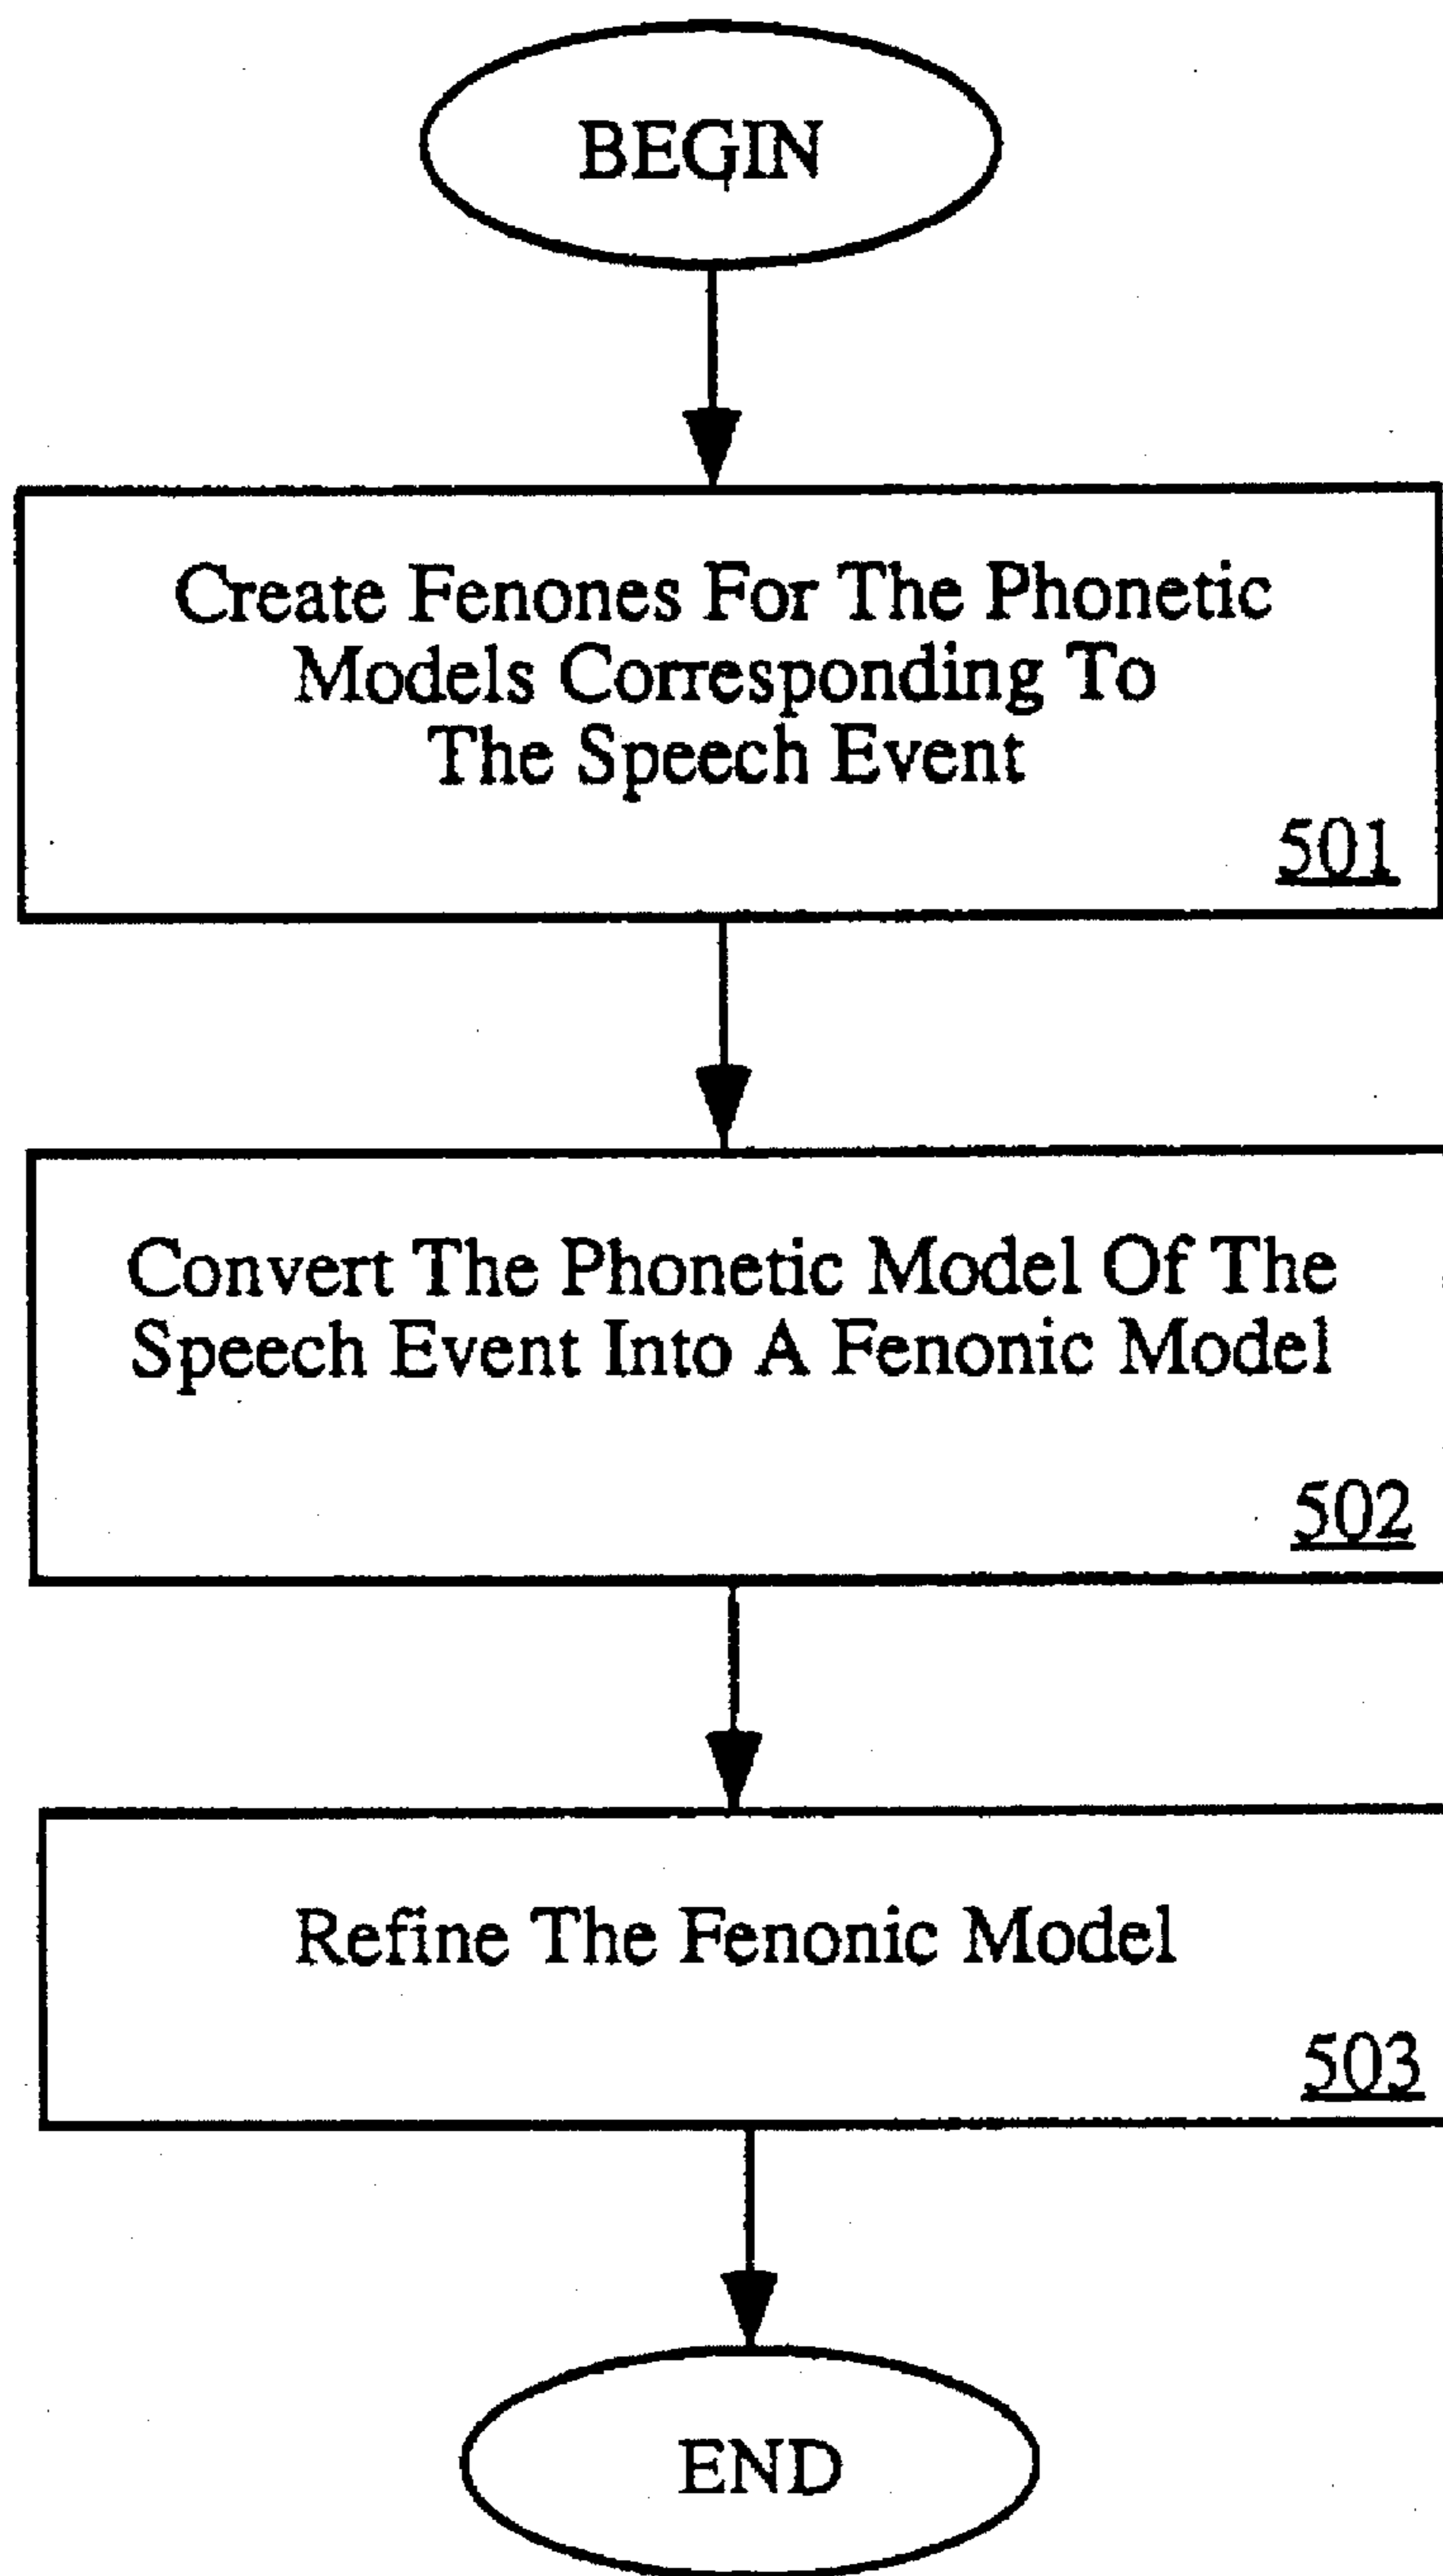 BEGIN
Create Fenones For The Phonetic
Models Corresponding To
The Speech Event
501
Convert The Phonetic Model Of The
Speech Event Into A Fenonic Model
502
Refine The Fenonic Model
503
END